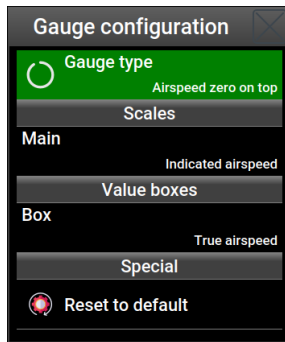 Gauge configuration
Gauge type
Airspeed zero on top
Scales
Main
Indicated airspeed
Value boxes
Box
True airspeed
Special
Reset to default